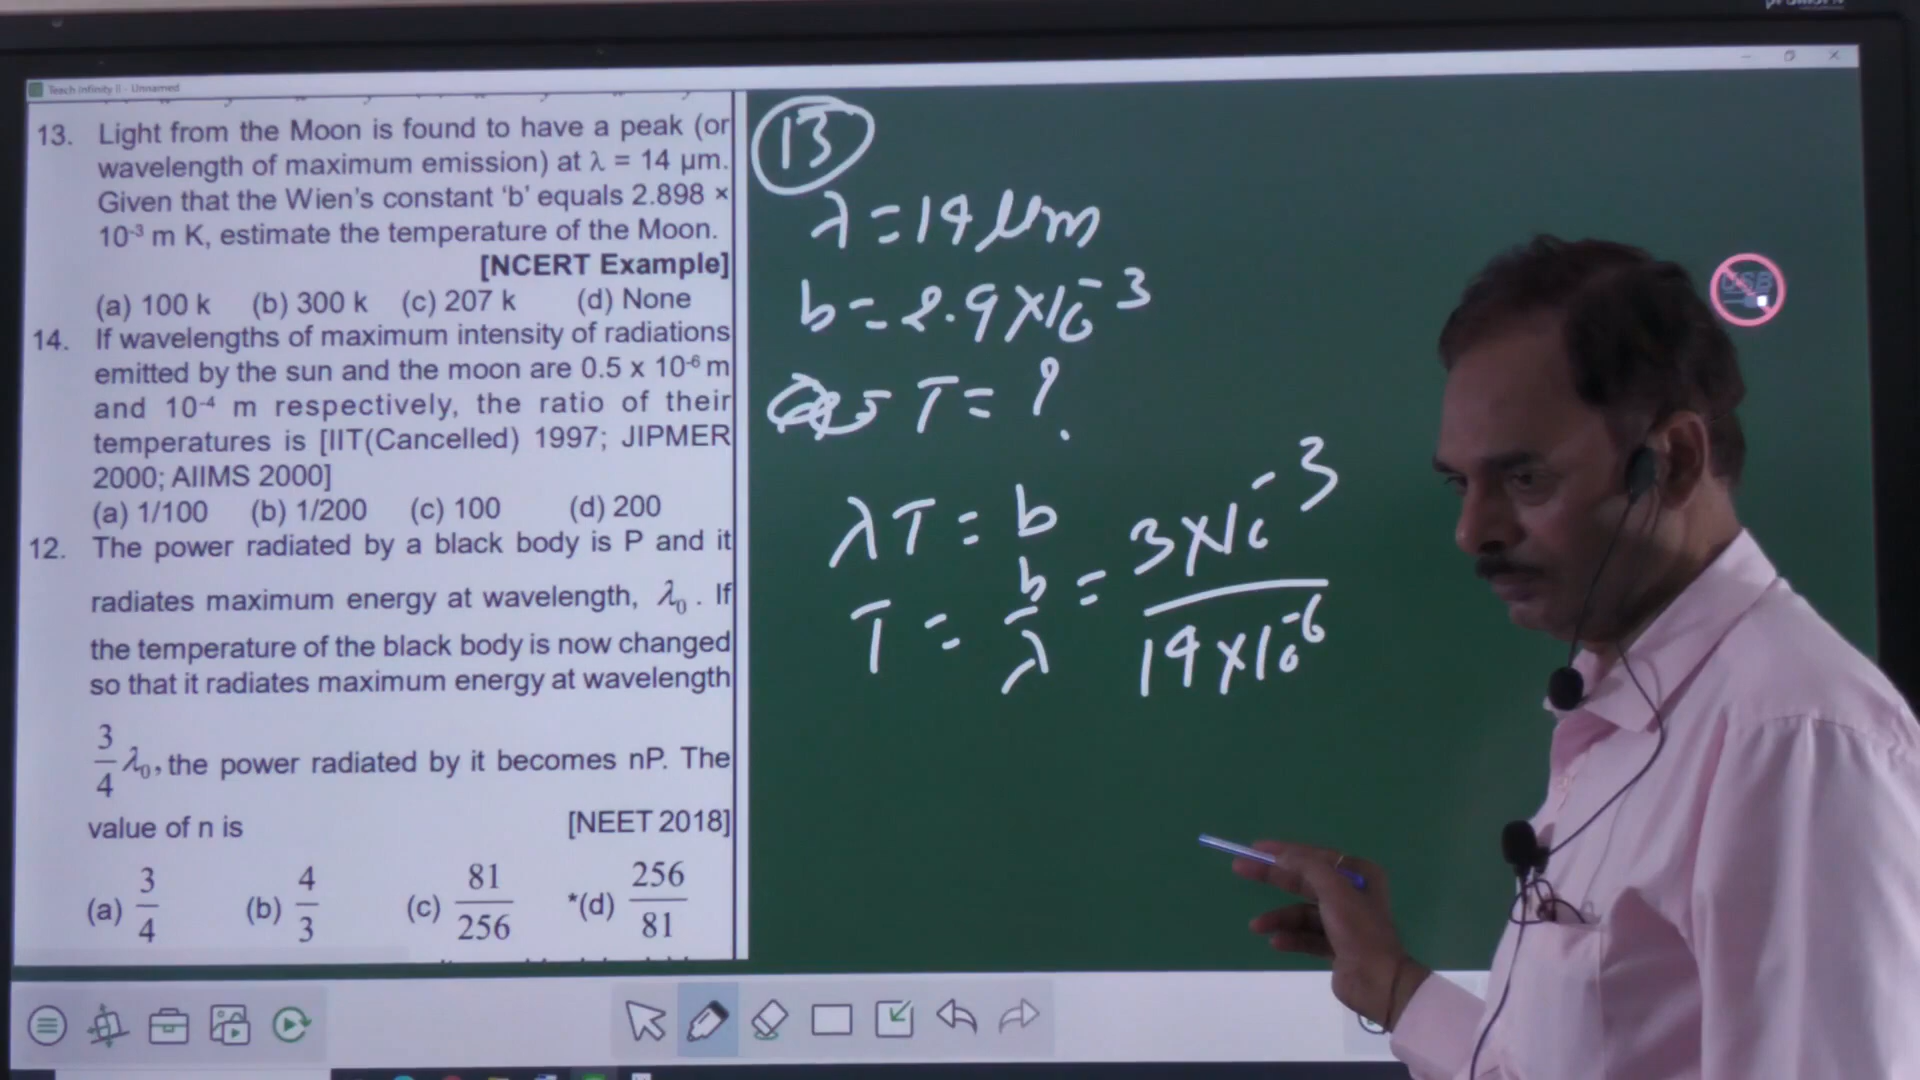 Teach Infinity II - Unnamed
13. Light from the Moon is found to have a peak (or
wavelength of maximum emission) at λ = 14 μm.
Given that the Wien's constant 'b' equals 2.898 ×
10⁻³ m K, estimate the temperature of the Moon.
[NCERT Example]
(a) 100 k (b) 300 k (c) 207 k (d) None
14. If wavelengths of maximum intensity of radiations
emitted by the sun and the moon are 0.5 x 10⁻⁶ m
and 10⁻⁴ m respectively, the ratio of their
temperatures is [IIT(Cancelled) 1997; JIPMER
2000; AIIMS 2000]
(a) 1/100 (b) 1/200 (c) 100 (d) 200
12. The power radiated by a black body is P and it
radiates maximum energy at wavelength, λ₀. If
the temperature of the black body is now changed
so that it radiates maximum energy at wavelength
3/4 λ₀, the power radiated by it becomes nP. The
value of n is [NEET 2018]
(a) 3/4 (b) 4/3 (c) 81/256 *(d) 256/81
13
λ = 14 μm
b = 2.9 × 10⁻³
T = ?
λT = b
T = b/λ = 3×10⁻³/14×10⁻⁶
USB